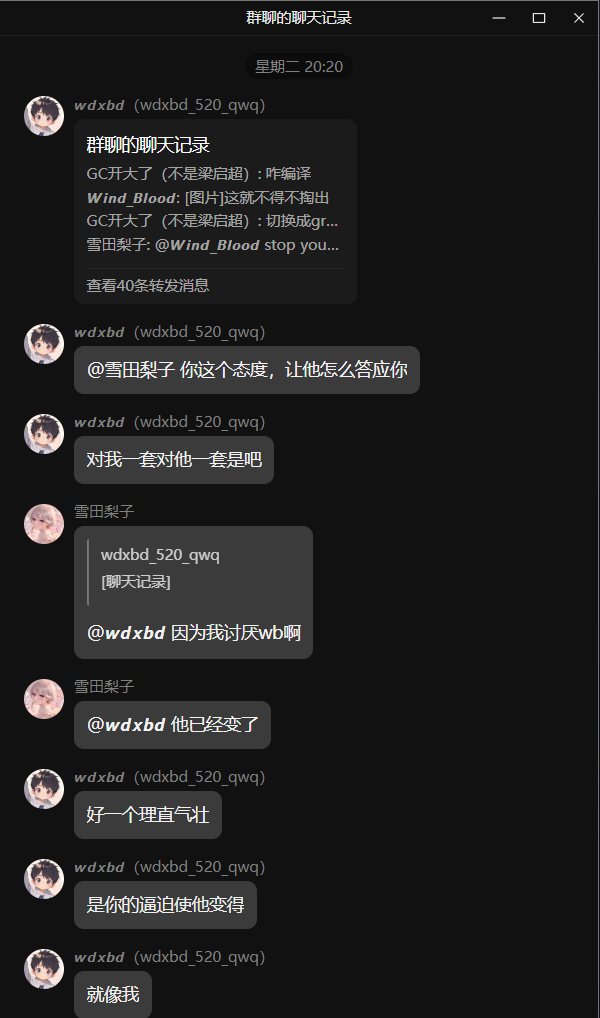 群聊的聊天记录
星期二 20:20
wdxbd（wdxbd_520_qwq）
群聊的聊天记录
GC开大了（不是梁启超）: 咋编译
Wind_Blood: [图片]这就不得不掏出
GC开大了（不是梁启超）: 切换成gr...
雪田梨子: @Wind_Blood stop you...
查看40条转发消息
wdxbd（wdxbd_520_qwq）
@雪田梨子 你这个态度，让他怎么答应你
wdxbd（wdxbd_520_qwq）
对我一套对他一套是吧
雪田梨子
wdxbd_520_qwq
[聊天记录]
@wdxbd 因为我讨厌wb啊
雪田梨子
@wdxbd 他已经变了
wdxbd（wdxbd_520_qwq）
好一个理直气壮
wdxbd（wdxbd_520_qwq）
是你的逼迫使他变得
wdxbd（wdxbd_520_qwq）
就像我